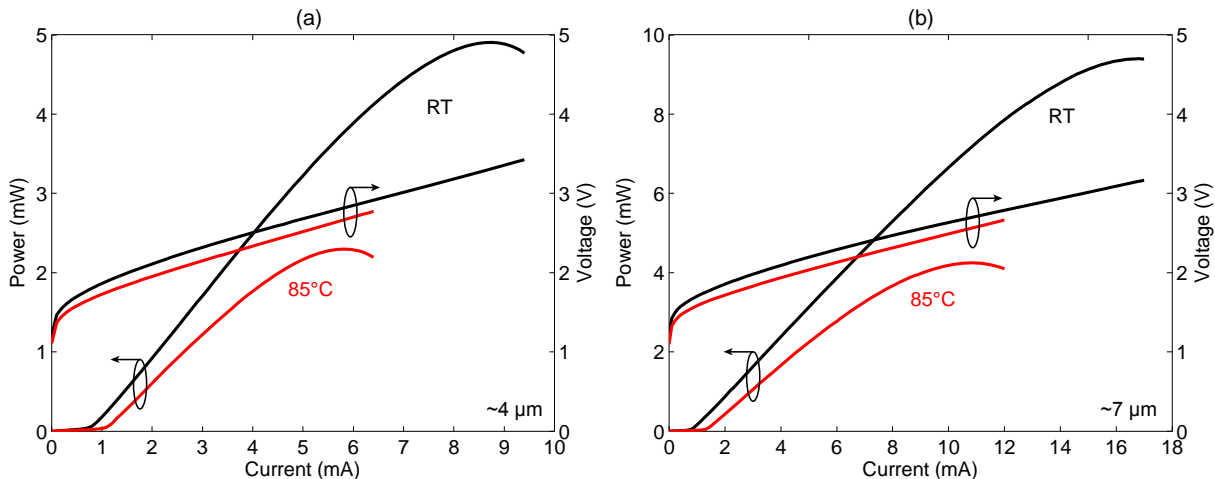 (a)
5
4
3
2
1
0
Power (mW)
0 1 2 3 4 5 6 7 8 9 10
Current (mA)
5
4
3
2
1
0
Voltage (V)
RT
85°C
~4 µm
(b)
10
8
6
4
2
0
Power (mW)
0 2 4 6 8 10 12 14 16 18
Current (mA)
5
4
3
2
1
0
Voltage (V)
RT
85°C
~7 µm